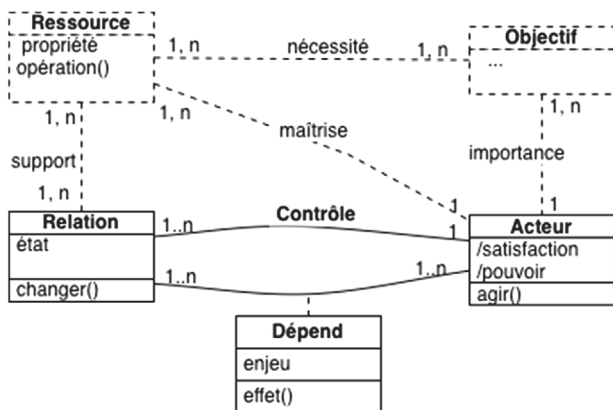 Ressource
propriété
opération()
1, n
nécessité
1, n
Objectif
...
1, n
1, n
maîtrise
1, n
support
importance
1, n
1
1
Relation
état
changer()
1..n
Contrôle
1
Acteur
/satisfaction
/pouvoir
agir()
1..n
1..n
Dépend
enjeu
effet()